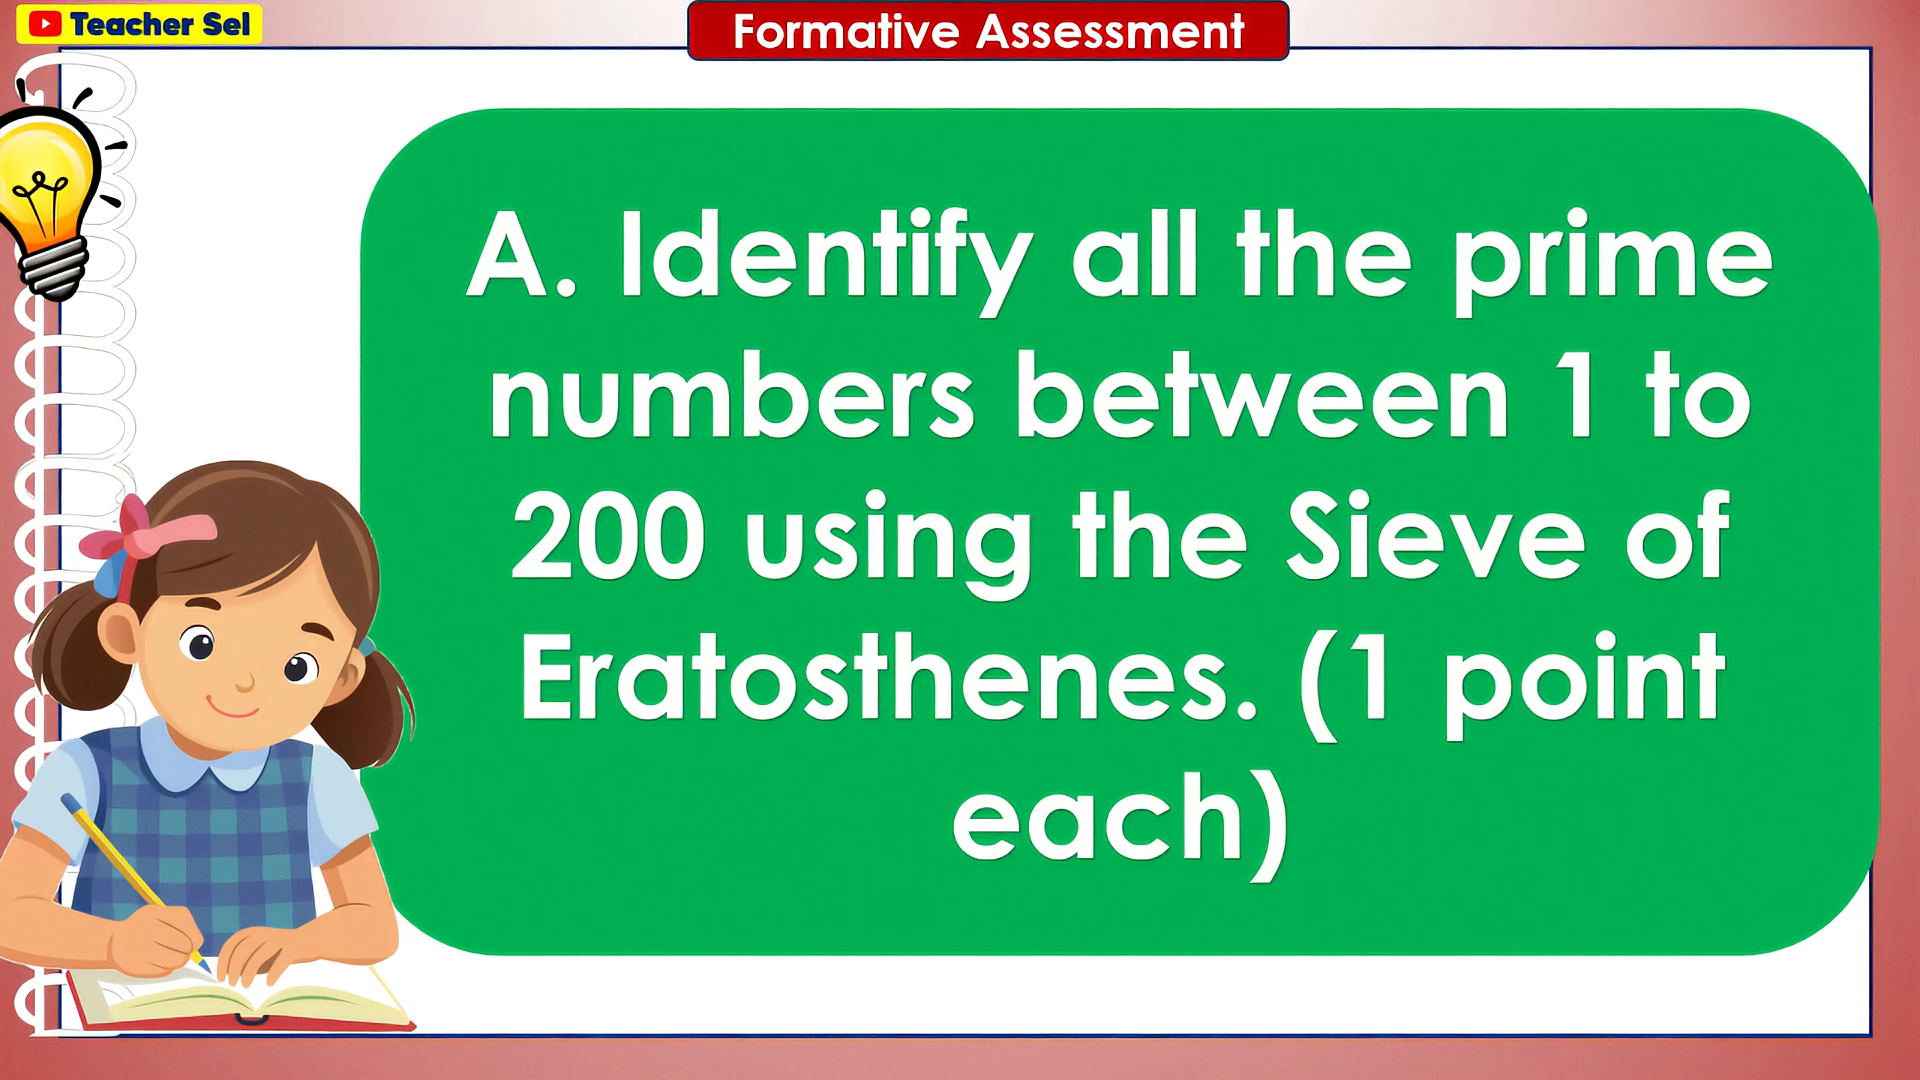 Teacher Sel
Formative Assessment
A. Identify all the prime
numbers between 1 to
200 using the Sieve of
Eratosthenes. (1 point
each)